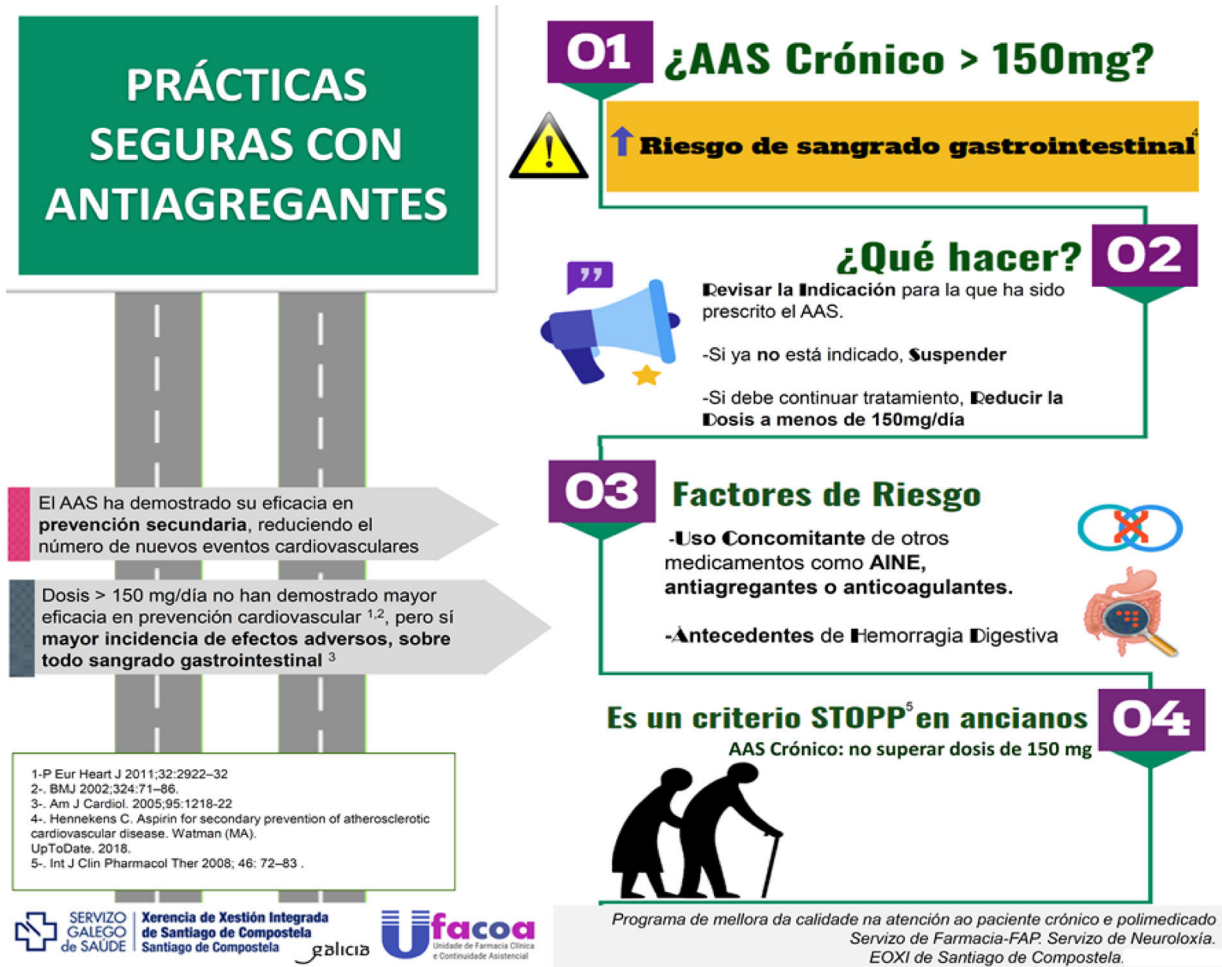 PRÁCTICAS
SEGURAS CON
ANTIAGREGANTES
El AAS ha demostrado su eficacia en
prevención secundaria, reduciendo el
número de nuevos eventos cardiovasculares
Dosis > 150 mg/día no han demostrado mayor
eficacia en prevención cardiovascular 1,2, pero sí
mayor incidencia de efectos adversos, sobre
todo sangrado gastrointestinal 3
1-P Eur Heart J 2011;32:2922–32
2-. BMJ 2002;324:71–86.
3-. Am J Cardiol. 2005;95:1218-22
4-. Hennekens C. Aspirin for secondary prevention of atherosclerotic
cardiovascular disease. Watman (MA).
UpToDate. 2018.
5-. Int J Clin Pharmacol Ther 2008; 46: 72–83 .
SERVIZO
GALEGO
de SAÚDE
Xerencia de Xestión Integrada
de Santiago de Compostela
Santiago de Compostela
galicia
Ufacoa
Unidade de Farmacia Clínica
e Continuidade Asistencial
01 ¿AAS Crónico > 150mg?
Riesgo de sangrado gastrointestinal 4
¿Qué hacer? 02
Revisar la Indicación para la que ha sido
prescrito el AAS.
-Si ya no está indicado, Suspender
-Si debe continuar tratamiento, Reducir la
Dosis a menos de 150mg/día
03 Factores de Riesgo
-Uso Concomitante de otros
medicamentos como AINE,
antiagregantes o anticoagulantes.
-Àntecedentes de Hemorragia Digestiva
Es un criterio STOPP 5 en ancianos 04
AAS Crónico: no superar dosis de 150 mg
Programa de mellora da calidade na atención ao paciente crónico e polimedicado
Servizo de Farmacia-FAP. Servizo de Neuroloxía.
EOXI de Santiago de Compostela.